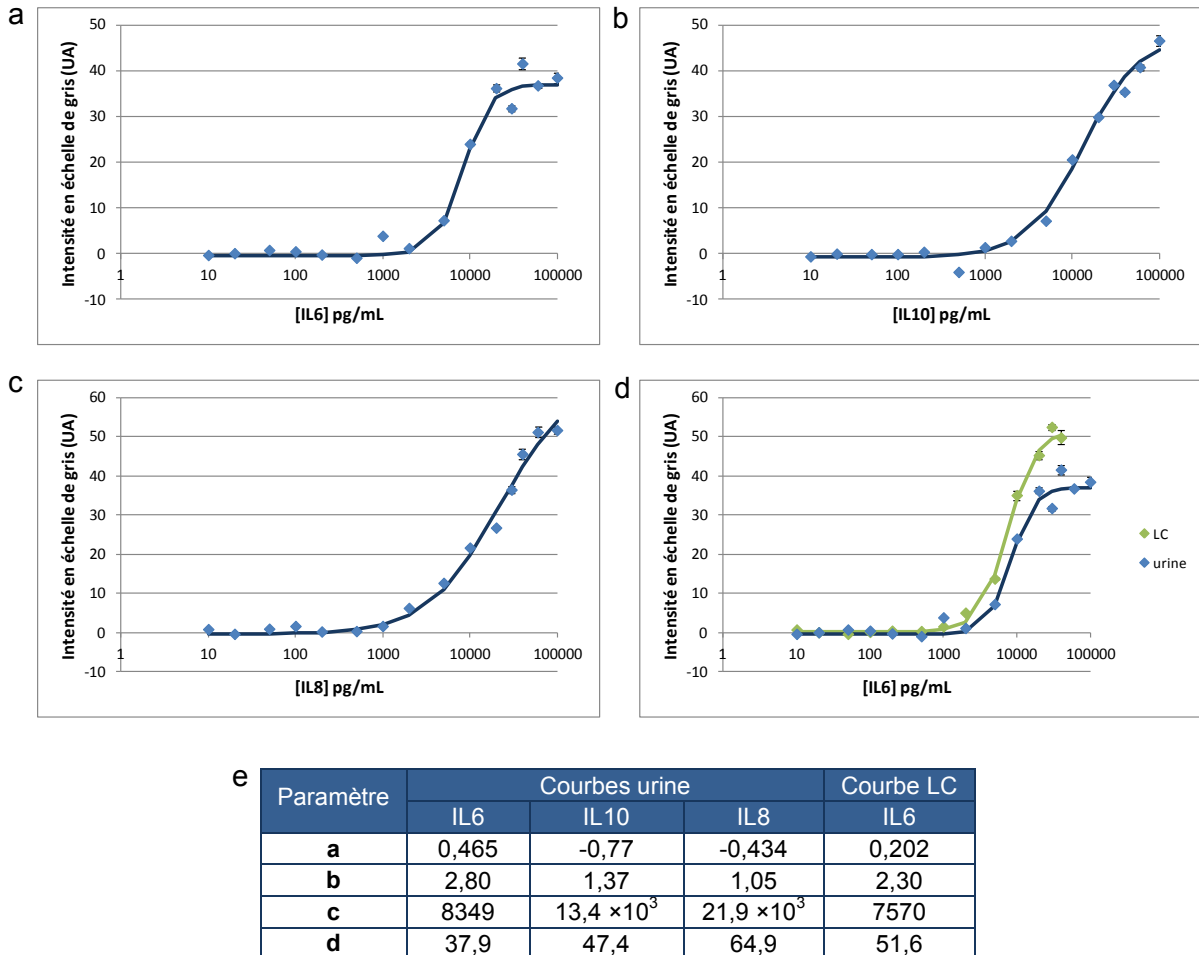 a
Intensité en échelle de gris (UA)
50
40
30
20
10
0
-10
1
10
100
1000
10000
100000
[IL6] pg/mL
b
Intensité en échelle de gris (UA)
50
40
30
20
10
0
-10
1
10
100
1000
10000
100000
[IL10] pg/mL
c
Intensité en échelle de gris (UA)
60
50
40
30
20
10
0
-10
1
10
100
1000
10000
100000
[IL8] pg/mL
d
Intensité en échelle de gris (UA)
60
50
40
30
20
10
0
-10
1
10
100
1000
10000
100000
[IL6] pg/mL
LC
urine
e
Paramètre Courbes urine Courbe LC
IL6 IL10 IL8 IL6
a 0,465 -0,77 -0,434 0,202
b 2,80 1,37 1,05 2,30
c 8349 13,4 ×10³ 21,9 ×10³ 7570
d 37,9 47,4 64,9 51,6